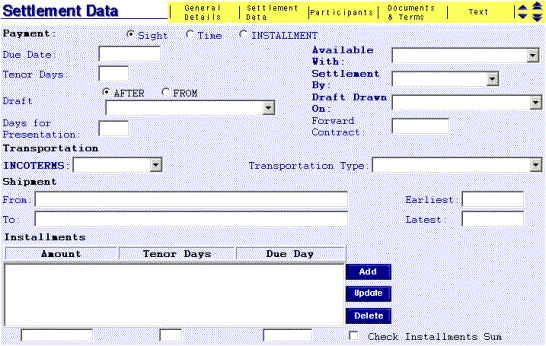 Settlement Data
General Details
Settlement Data
Participants
Documents & Terms
Text
Payment:
Sight
Time
INSTALLMENT
Due Date:
Available With:
Tenor Days:
Settlement By:
AFTER
FROM
Draft
Draft Drawn On:
Days for Presentation:
Forward Contract:
Transportation
INCOTERMS:
Transportation Type:
Shipment
From:
Earliest:
To:
Latest:
Installments
Amount
Tenor Days
Due Day
Add
Update
Delete
Check Installments Sum